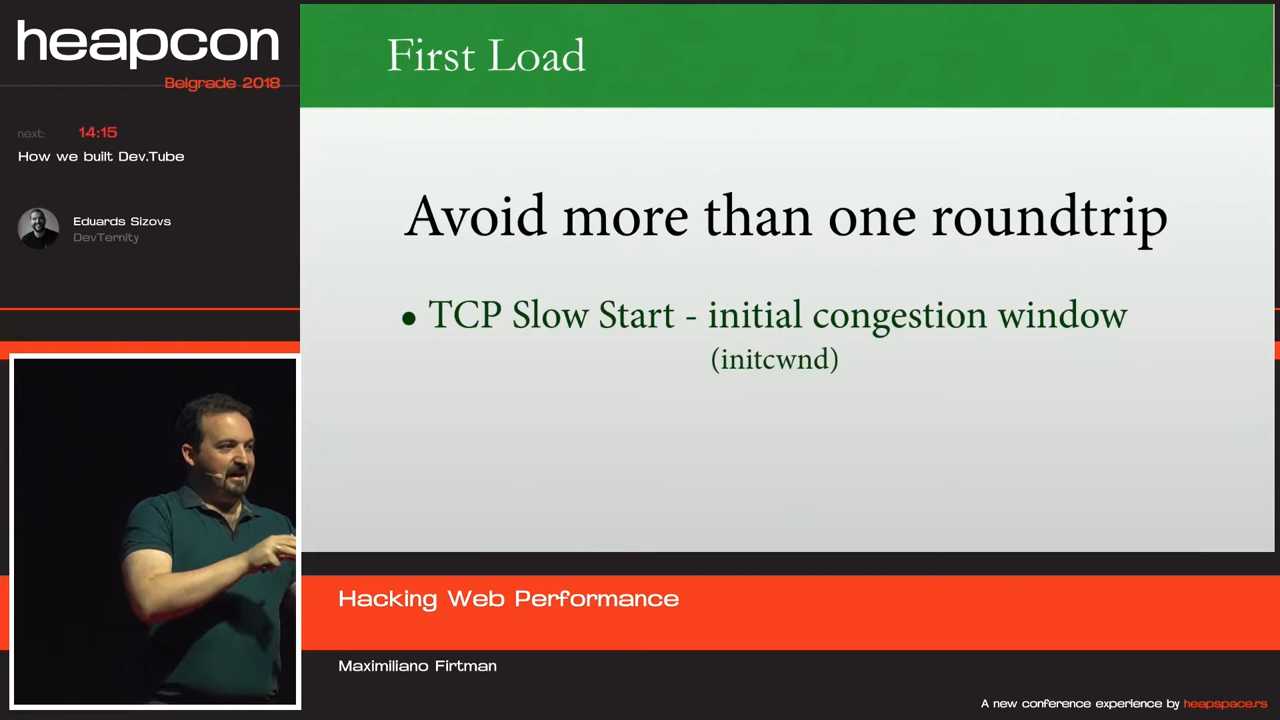 heapcon
Belgrade 2018
next: 14:15
How we built Dev.Tube
Eduards Sizovs
DevTernity
First Load
Avoid more than one roundtrip
• TCP Slow Start - initial congestion window
(initcwnd)
Hacking Web Performance
Maximiliano Firtman
A new conference experience by heapspace.rs